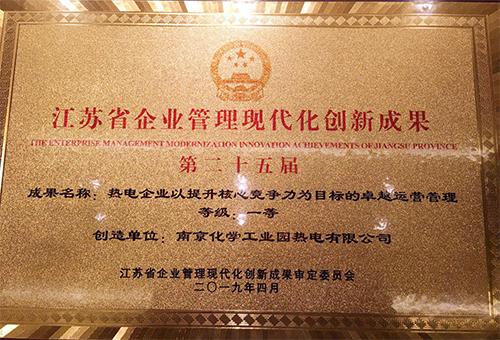 江苏省企业管理现代化创新成果
THE ENTERPRISE MANAGEMENT MODERNIZATION INNOVATION ACHIEVEMENTS OF JIANGSU PROVINCE
第二十五届
成果名称：热电企业以提升核心竞争力为目标的卓越运营管理
等级：一等
创造单位：南京化学工业园热电有限公司
江苏省企业管理现代化创新成果审定委员会
二〇一九年四月